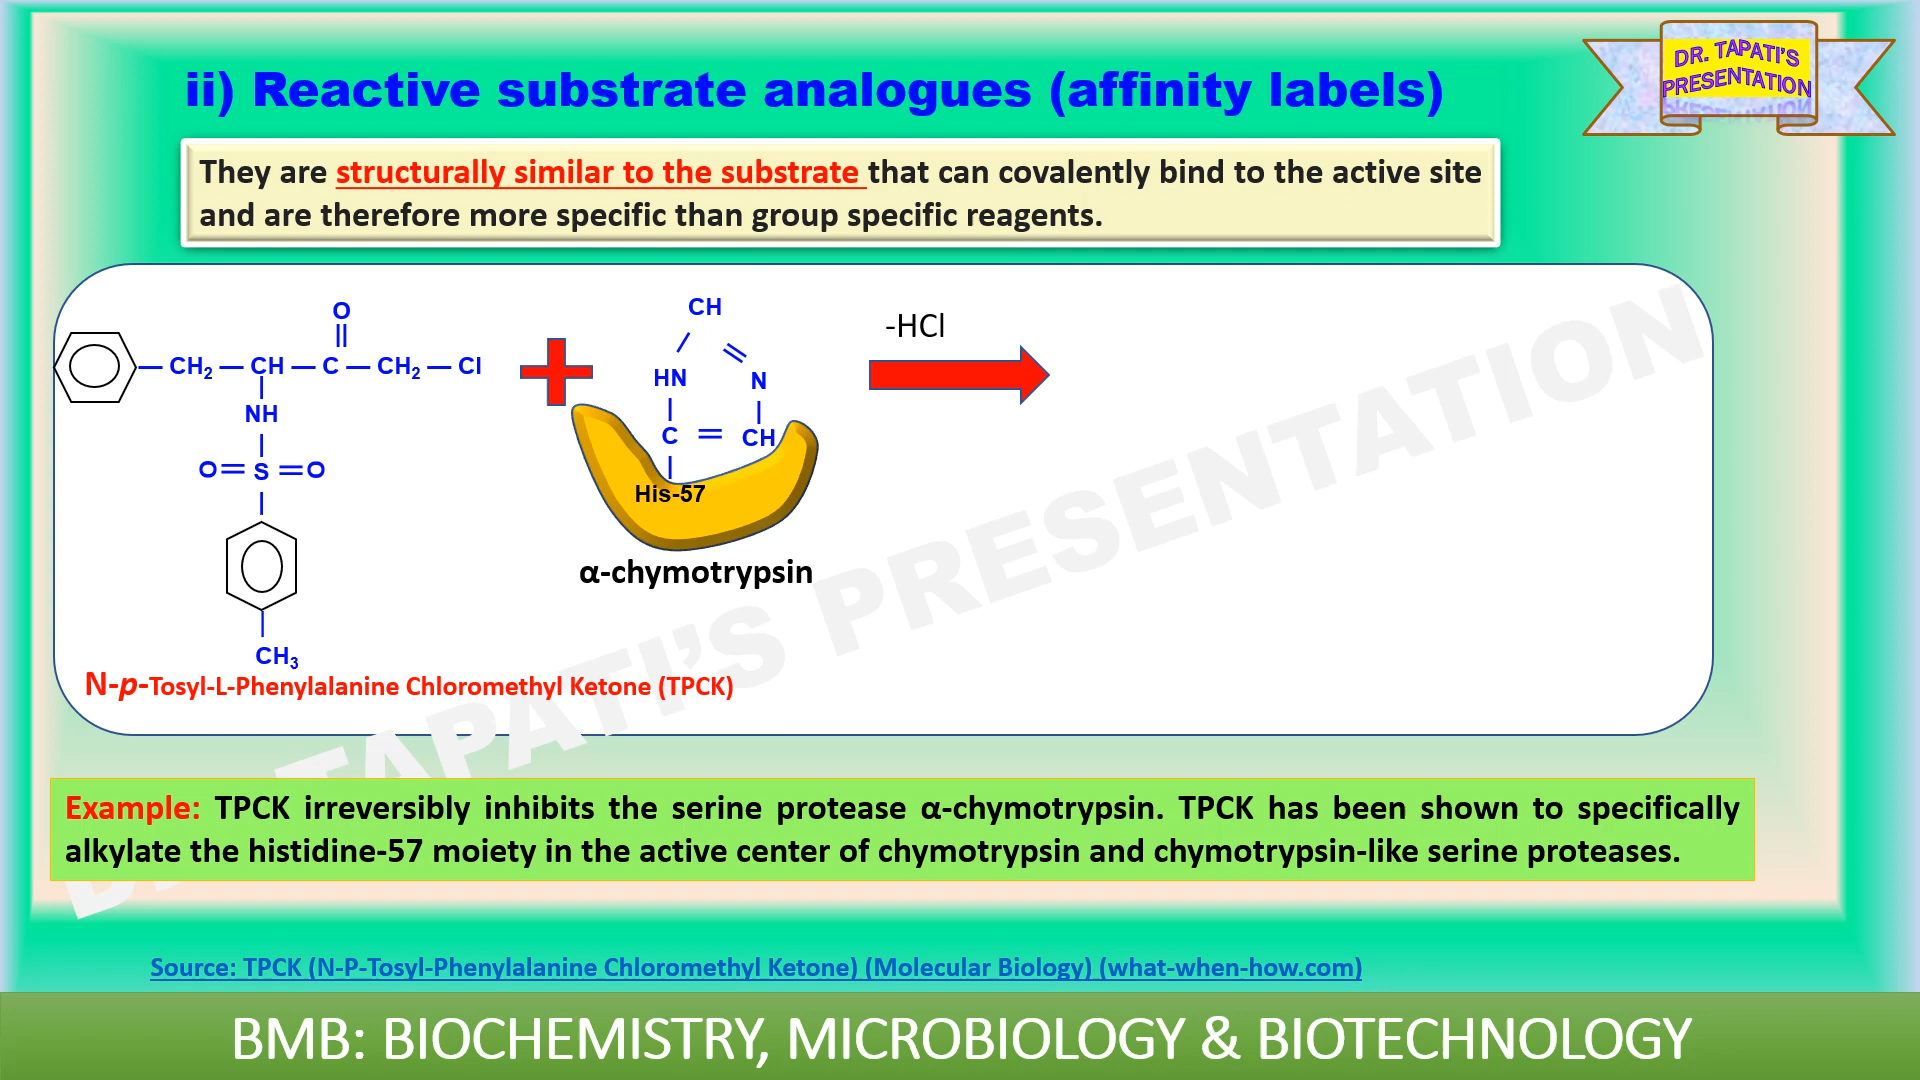 DR. TAPATI'S
PRESENTATION
ii) Reactive substrate analogues (affinity labels)
They are structurally similar to the substrate that can covalently bind to the active site
and are therefore more specific than group specific reagents.
O
CH₂ CH C CH₂ Cl
NH
O S O
CH₃
N-p-Tosyl-L-Phenylalanine Chloromethyl Ketone (TPCK)
CH
HN N
C CH
His-57
α-chymotrypsin
-HCl
DR. TAPATI'S PRESENTATION
Example: TPCK irreversibly inhibits the serine protease α-chymotrypsin. TPCK has been shown to specifically
alkylate the histidine-57 moiety in the active center of chymotrypsin and chymotrypsin-like serine proteases.
Source: TPCK (N-P-Tosyl-Phenylalanine Chloromethyl Ketone) (Molecular Biology) (what-when-how.com)
BMB: BIOCHEMISTRY, MICROBIOLOGY & BIOTECHNOLOGY